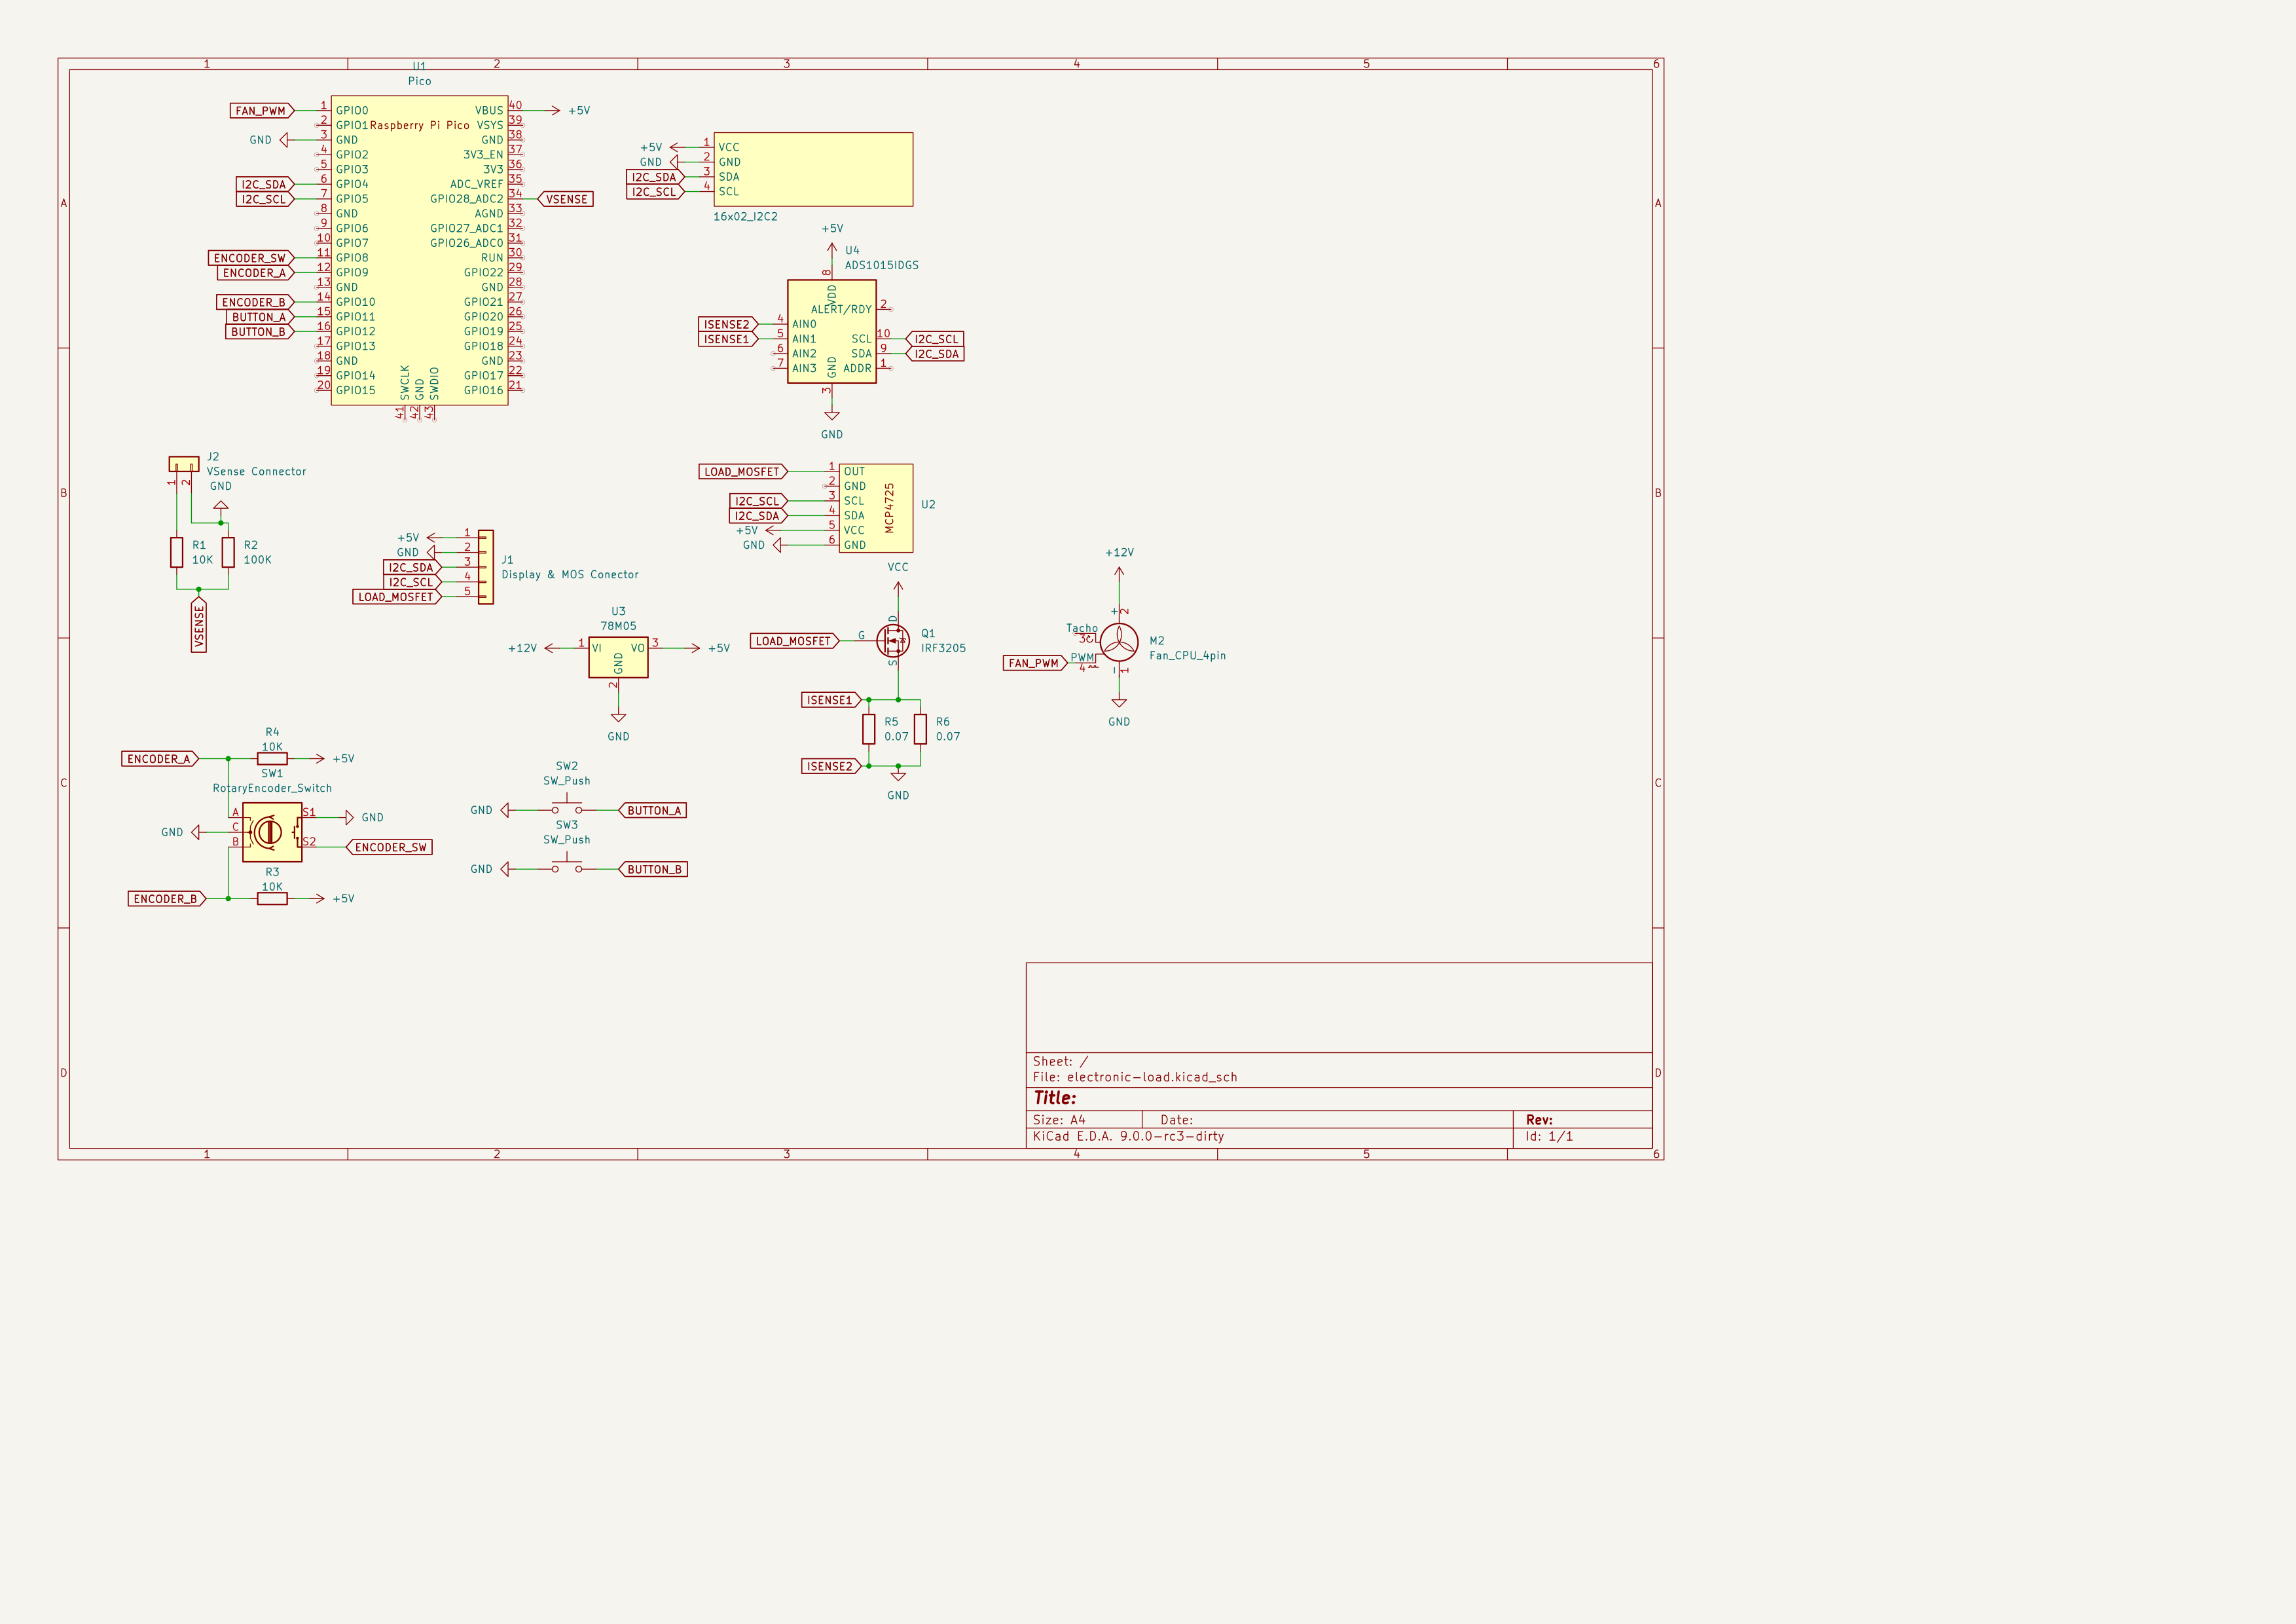 1 2 3 4 5 6
U1
Pico
Raspberry Pi Pico
FAN_PWM 1 GPIO0 VBUS 40 +5V
2 GPIO1 VSYS 39
GND 3 GND GND 38
4 GPIO2 3V3_EN 37
5 GPIO3 3V3 36
I2C_SDA 6 GPIO4 ADC_VREF 35
I2C_SCL 7 GPIO5 GPIO28_ADC2 34 VSENSE
8 GND AGND 33
9 GPIO6 GPIO27_ADC1 32
10 GPIO7 GPIO26_ADC0 31
ENCODER_SW 11 GPIO8 RUN 30
ENCODER_A 12 GPIO9 GPIO22 29
13 GND GND 28
ENCODER_B 14 GPIO10 GPIO21 27
BUTTON_A 15 GPIO11 GPIO20 26
BUTTON_B 16 GPIO12 GPIO19 25
17 GPIO13 GPIO18 24
18 GND GND 23
19 GPIO14 GPIO17 22
20 GPIO15 GPIO16 21
SWCLK GND SWDIO
41 42 43
+5V 1 VCC
GND 2 GND
I2C_SDA 3 SDA
I2C_SCL 4 SCL
16x02_I2C2
+5V
U4
ADS1015IDGS
8
VDD
ALERT/RDY 2
ISENSE2 4 AIN0
ISENSE1 5 AIN1 SCL 10 I2C_SCL
6 AIN2 SDA 9 I2C_SDA
7 AIN3 ADDR 1
GND
3
GND
A A
B B
C C
D D
J2
VSense Connector
1 2
GND
R1
10K
R2
100K
VSENSE
+5V 1
GND 2
I2C_SDA 3
I2C_SCL 4
LOAD_MOSFET 5
J1
Display & MOS Conector
LOAD_MOSFET 1 OUT
2 GND
I2C_SCL 3 SCL
I2C_SDA 4 SDA
+5V 5 VCC
GND 6 GND
MCP4725
U2
U3
78M05
+12V 1 VI VO 3 +5V
GND
2
GND
VCC
D
LOAD_MOSFET G
S
Q1
IRF3205
ISENSE1
R5
0.07
R6
0.07
ISENSE2
GND
+12V
+ 2
Tacho
3
PWM
FAN_PWM 4
- 1
M2
Fan_CPU_4pin
GND
R4
10K
ENCODER_A +5V
SW1
RotaryEncoder_Switch
A S1 GND
GND C
B S2 ENCODER_SW
R3
10K
ENCODER_B +5V
SW2
SW_Push
GND BUTTON_A
SW3
SW_Push
GND BUTTON_B
Sheet: /
File: electronic-load.kicad_sch
Title:
Size: A4 Date: Rev:
KiCad E.D.A. 9.0.0-rc3-dirty Id: 1/1
1 2 3 4 5 6